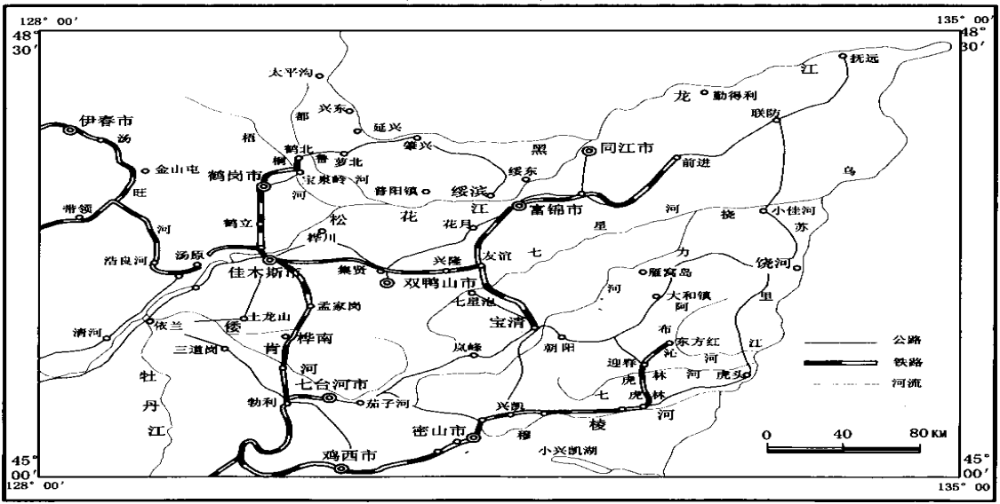 128° 00′
135° 00′
48°
30′
48°
30′
太平沟
抚远
江
龙
勤得利
兴东
都
联防
伊春市
汤
梧
延兴
肇兴
黑
同江市
鹤北
鲁
萝北
桐
前进
金山屯
鹤岗市
宝泉岭
河
绥东
乌
旺
河
普阳镇
绥滨
松
花
江
富锦市
河
挠
小佳河
带领
鹤立
花月
星
苏
河
桦川
七
浩良河
汤原
友谊
力
饶河
佳木斯市
集贤
兴隆
雁窝岛
双鸭山市
河
大和镇
里
七星泡
阿
孟家岗
土龙山
倭
宝清
依兰
布
清河
桦南
朝阳
东方红
三道岗
肯
岚峰
沁
河
江
公路
迎春
铁路
牡
河
虎
林
河
虎头
河流
七台河市
丹
勃利
茄子河
七
虎
林
兴凯
河
江
密山市
穆
棱
0
40
80 KM
小兴凯湖
鸡西市
45°
00′
45°
00′
128° 00′
135° 00